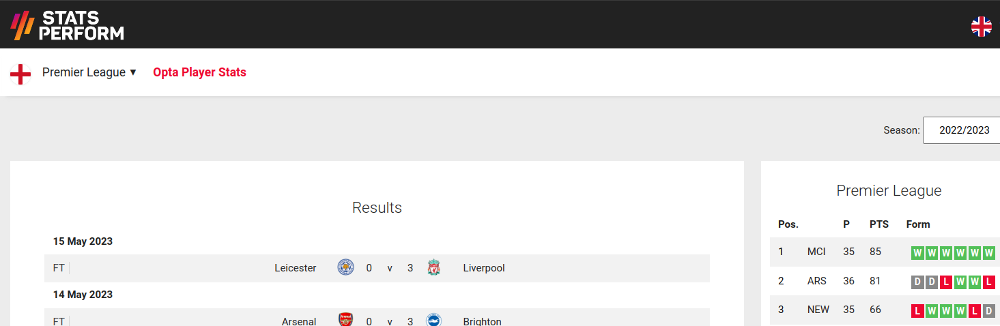 STATS
PERFORM
Premier League ▼ Opta Player Stats
Season: 2022/2023
Results
15 May 2023
FT Leicester 0 v 3 Liverpool
14 May 2023
FT Arsenal 0 v 3 Brighton
Premier League
Pos. P PTS Form
1 MCI 35 85 W W W W W W
2 ARS 36 81 D D L W W L
3 NEW 35 66 L W W W L D